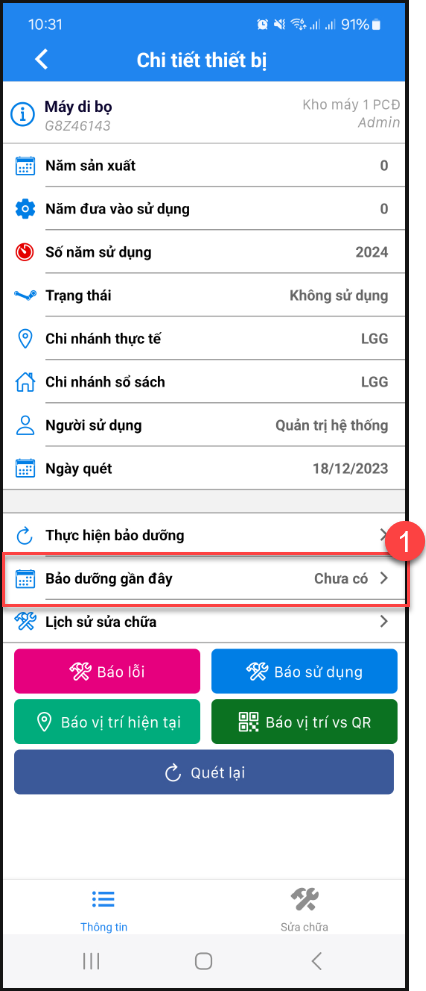 10:31 91%
Chi tiết thiết bị
Máy di bọ Kho máy 1 PCĐ
G8Z46143 Admin
Năm sản xuất 0
Năm đưa vào sử dụng 0
Số năm sử dụng 2024
Trạng thái Không sử dụng
Chi nhánh thực tế LGG
Chi nhánh sổ sách LGG
Người sử dụng Quản trị hệ thống
Ngày quét 18/12/2023
Thực hiện bảo dưỡng
1
Bảo dưỡng gần đây Chưa có
Lịch sử sửa chữa
Báo lỗi Báo sử dụng
Báo vị trí hiện tại Báo vị trí vs QR
Quét lại
Thông tin Sửa chữa